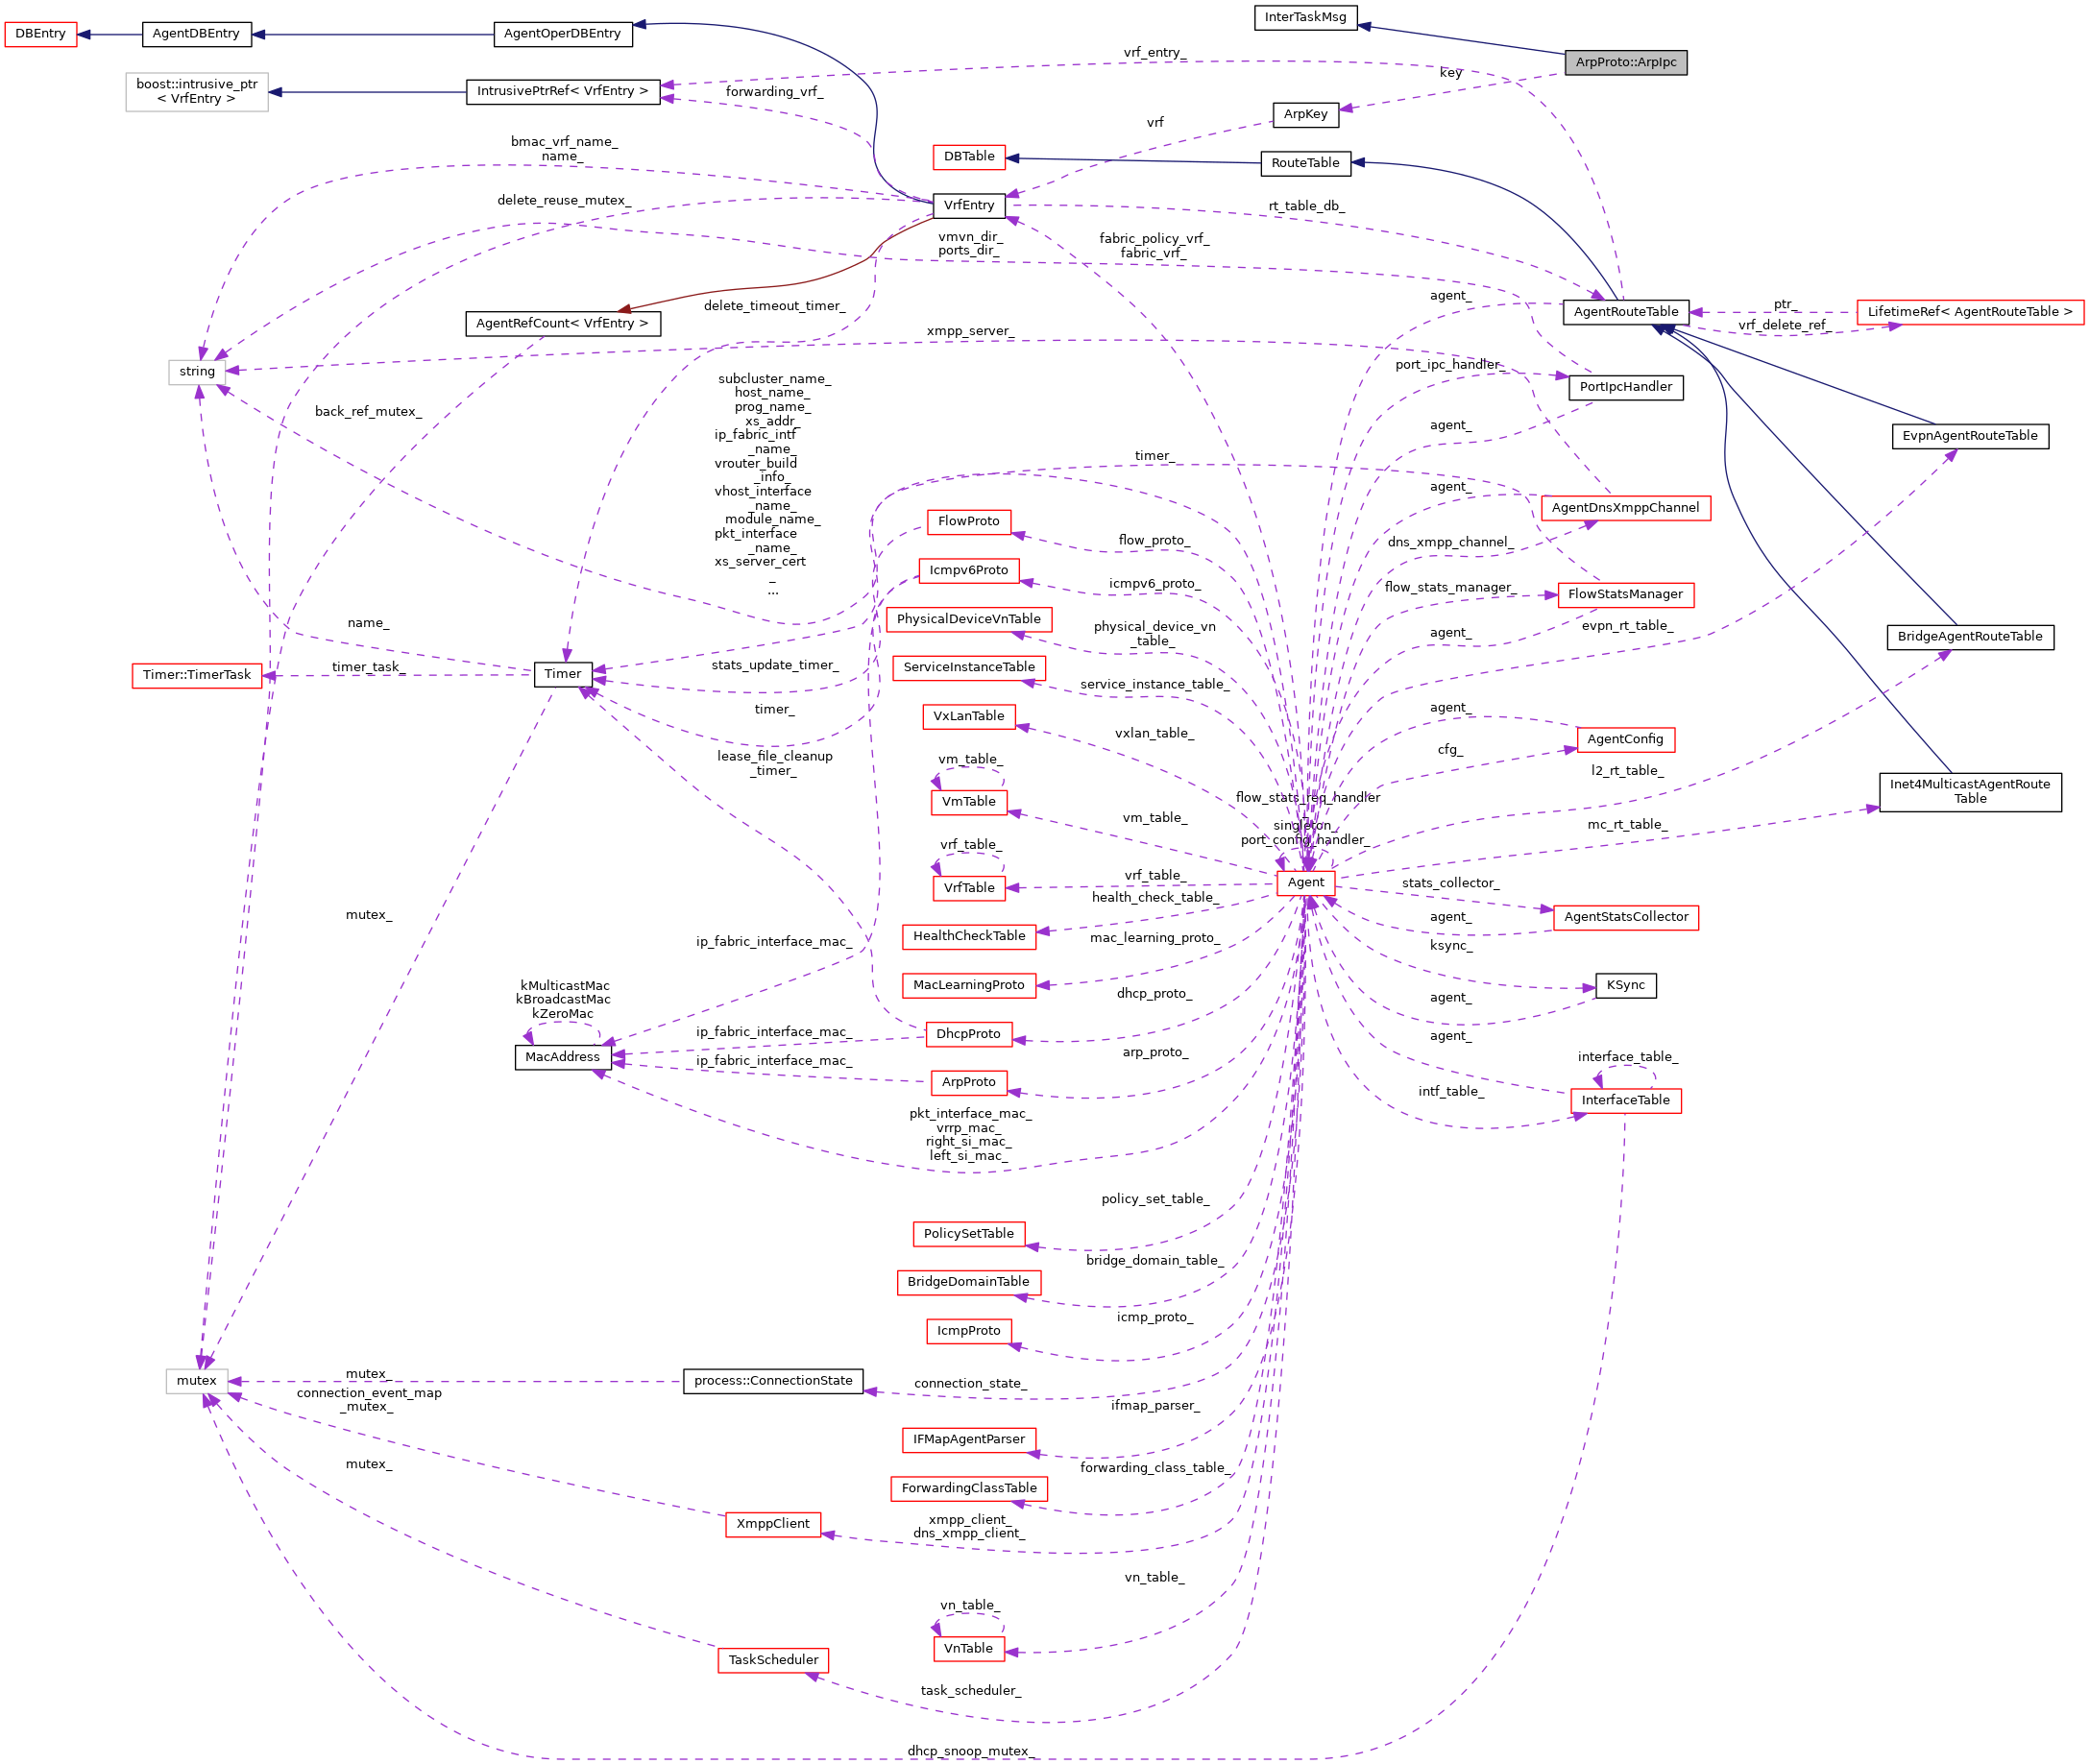 InterTaskMsg
DBEntry
AgentDBEntry
AgentOperDBEntry
vrf_entry_
ArpProto::ArpIpc
key
boost::intrusive_ptr
< VrfEntry >
IntrusivePtrRef< VrfEntry >
forwarding_vrf_
ArpKey
vrf
bmac_vrf_name_
name_
DBTable
RouteTable
delete_reuse_mutex_
VrfEntry
rt_table_db_
vmvn_dir_
ports_dir_
fabric_policy_vrf_
fabric_vrf_
agent_
delete_timeout_timer_
AgentRouteTable
ptr_
LifetimeRef< AgentRouteTable >
vrf_delete_ref_
AgentRefCount< VrfEntry >
xmpp_server_
string
port_ipc_handler_
PortIpcHandler
subcluster_name_
host_name_
prog_name_
xs_addr_
ip_fabric_intf
_name_
vrouter_build
_info_
vhost_interface
_name_
module_name_
pkt_interface
_name_
xs_server_cert
_
...
back_ref_mutex_
agent_
EvpnAgentRouteTable
timer_
agent_
AgentDnsXmppChannel
FlowProto
flow_proto_
dns_xmpp_channel_
Icmpv6Proto
icmpv6_proto_
flow_stats_manager_
FlowStatsManager
PhysicalDeviceVnTable
physical_device_vn
_table_
agent_
evpn_rt_table_
BridgeAgentRouteTable
name_
ServiceInstanceTable
stats_update_timer_
service_instance_table_
Timer::TimerTask
timer_task_
Timer
timer_
VxLanTable
vxlan_table_
agent_
AgentConfig
cfg_
lease_file_cleanup
_timer_
vm_table_
VmTable
vm_table_
l2_rt_table_
Inet4MulticastAgentRoute
Table
flow_stats_req_handler
_
singleton_
port_config_handler_
mc_rt_table_
vrf_table_
VrfTable
vrf_table_
Agent
stats_collector_
AgentStatsCollector
health_check_table_
HealthCheckTable
agent_
mutex_
ip_fabric_interface_mac_
mac_learning_proto_
ksync_
MacLearningProto
KSync
kMulticastMac
kBroadcastMac
kZeroMac
dhcp_proto_
agent_
ip_fabric_interface_mac_
DhcpProto
agent_
MacAddress
ip_fabric_interface_mac_
arp_proto_
interface_table_
ArpProto
intf_table_
InterfaceTable
pkt_interface_mac_
vrrp_mac_
right_si_mac_
left_si_mac_
policy_set_table_
PolicySetTable
bridge_domain_table_
BridgeDomainTable
icmp_proto_
IcmpProto
mutex
mutex_
process::ConnectionState
connection_state_
connection_event_map
_mutex_
ifmap_parser_
IFMapAgentParser
mutex_
forwarding_class_table_
ForwardingClassTable
XmppClient
xmpp_client_
dns_xmpp_client_
vn_table_
vn_table_
VnTable
TaskScheduler
task_scheduler_
dhcp_snoop_mutex_